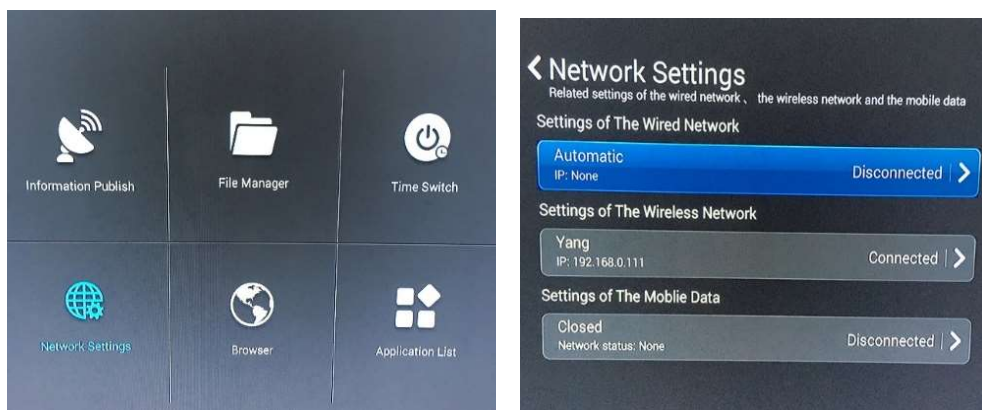 Information Publish
File Manager
Time Switch
Network Settings
Browser
Application List
Network Settings
Related settings of the wired network 、 the wireless network and the mobile data
Settings of The Wired Network
Automatic
Disconnected
IP: None
Settings of The Wireless Network
Yang
Connected
IP: 192.168.0.111
Settings of The Moblie Data
Closed
Disconnected
Network status: None